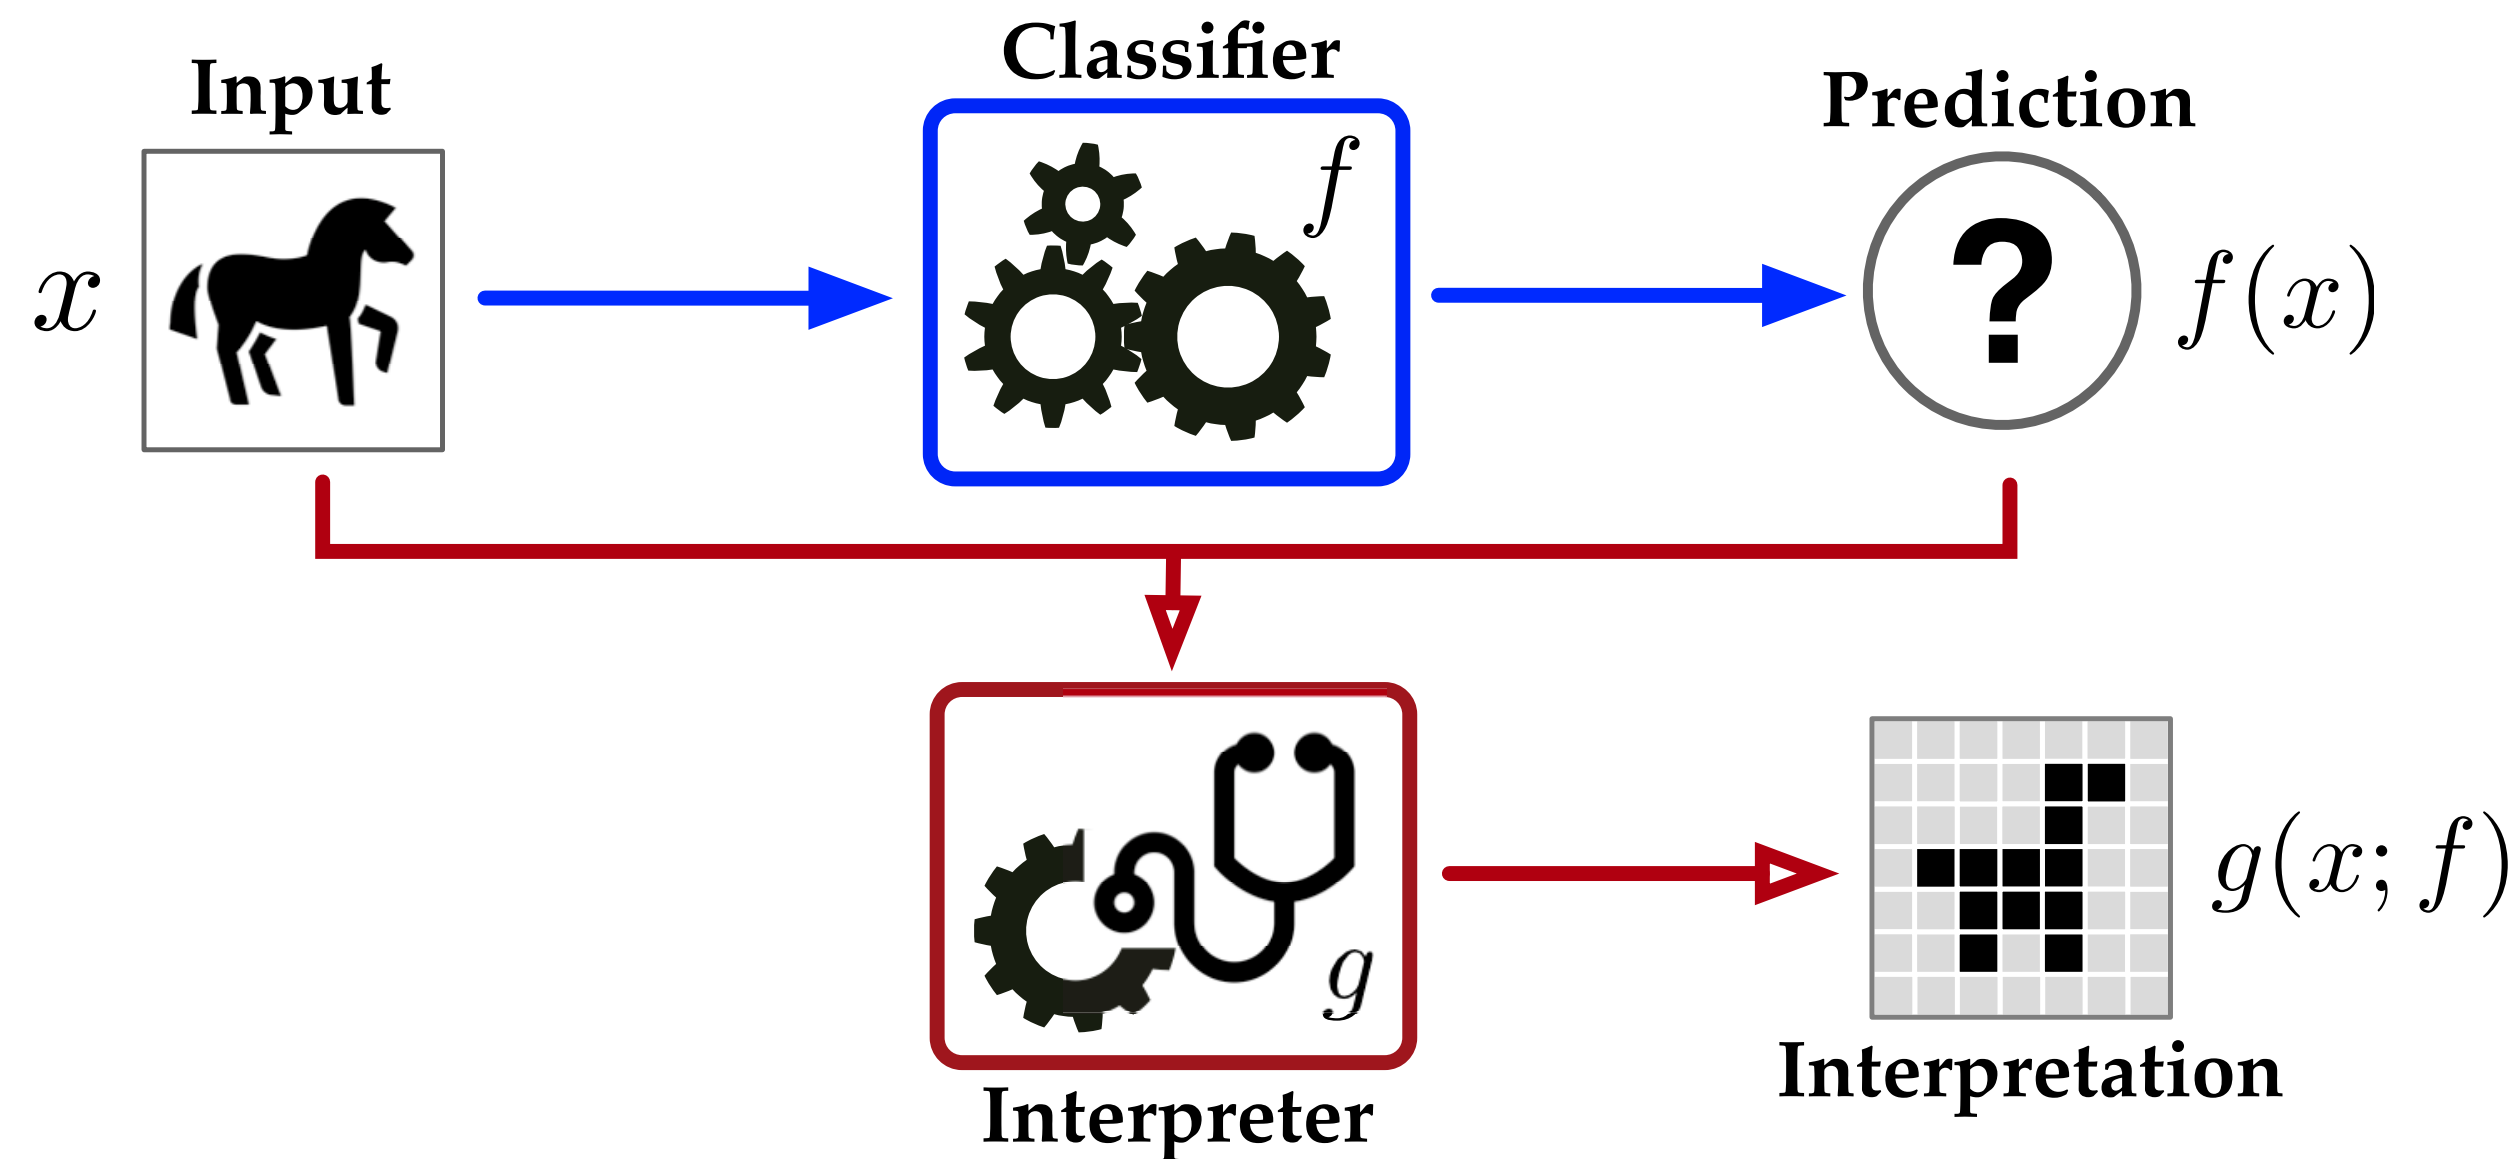 Input
Classifier
Prediction
x
f
?
f(x)
g
g(x; f)
Interpreter
Interpretation